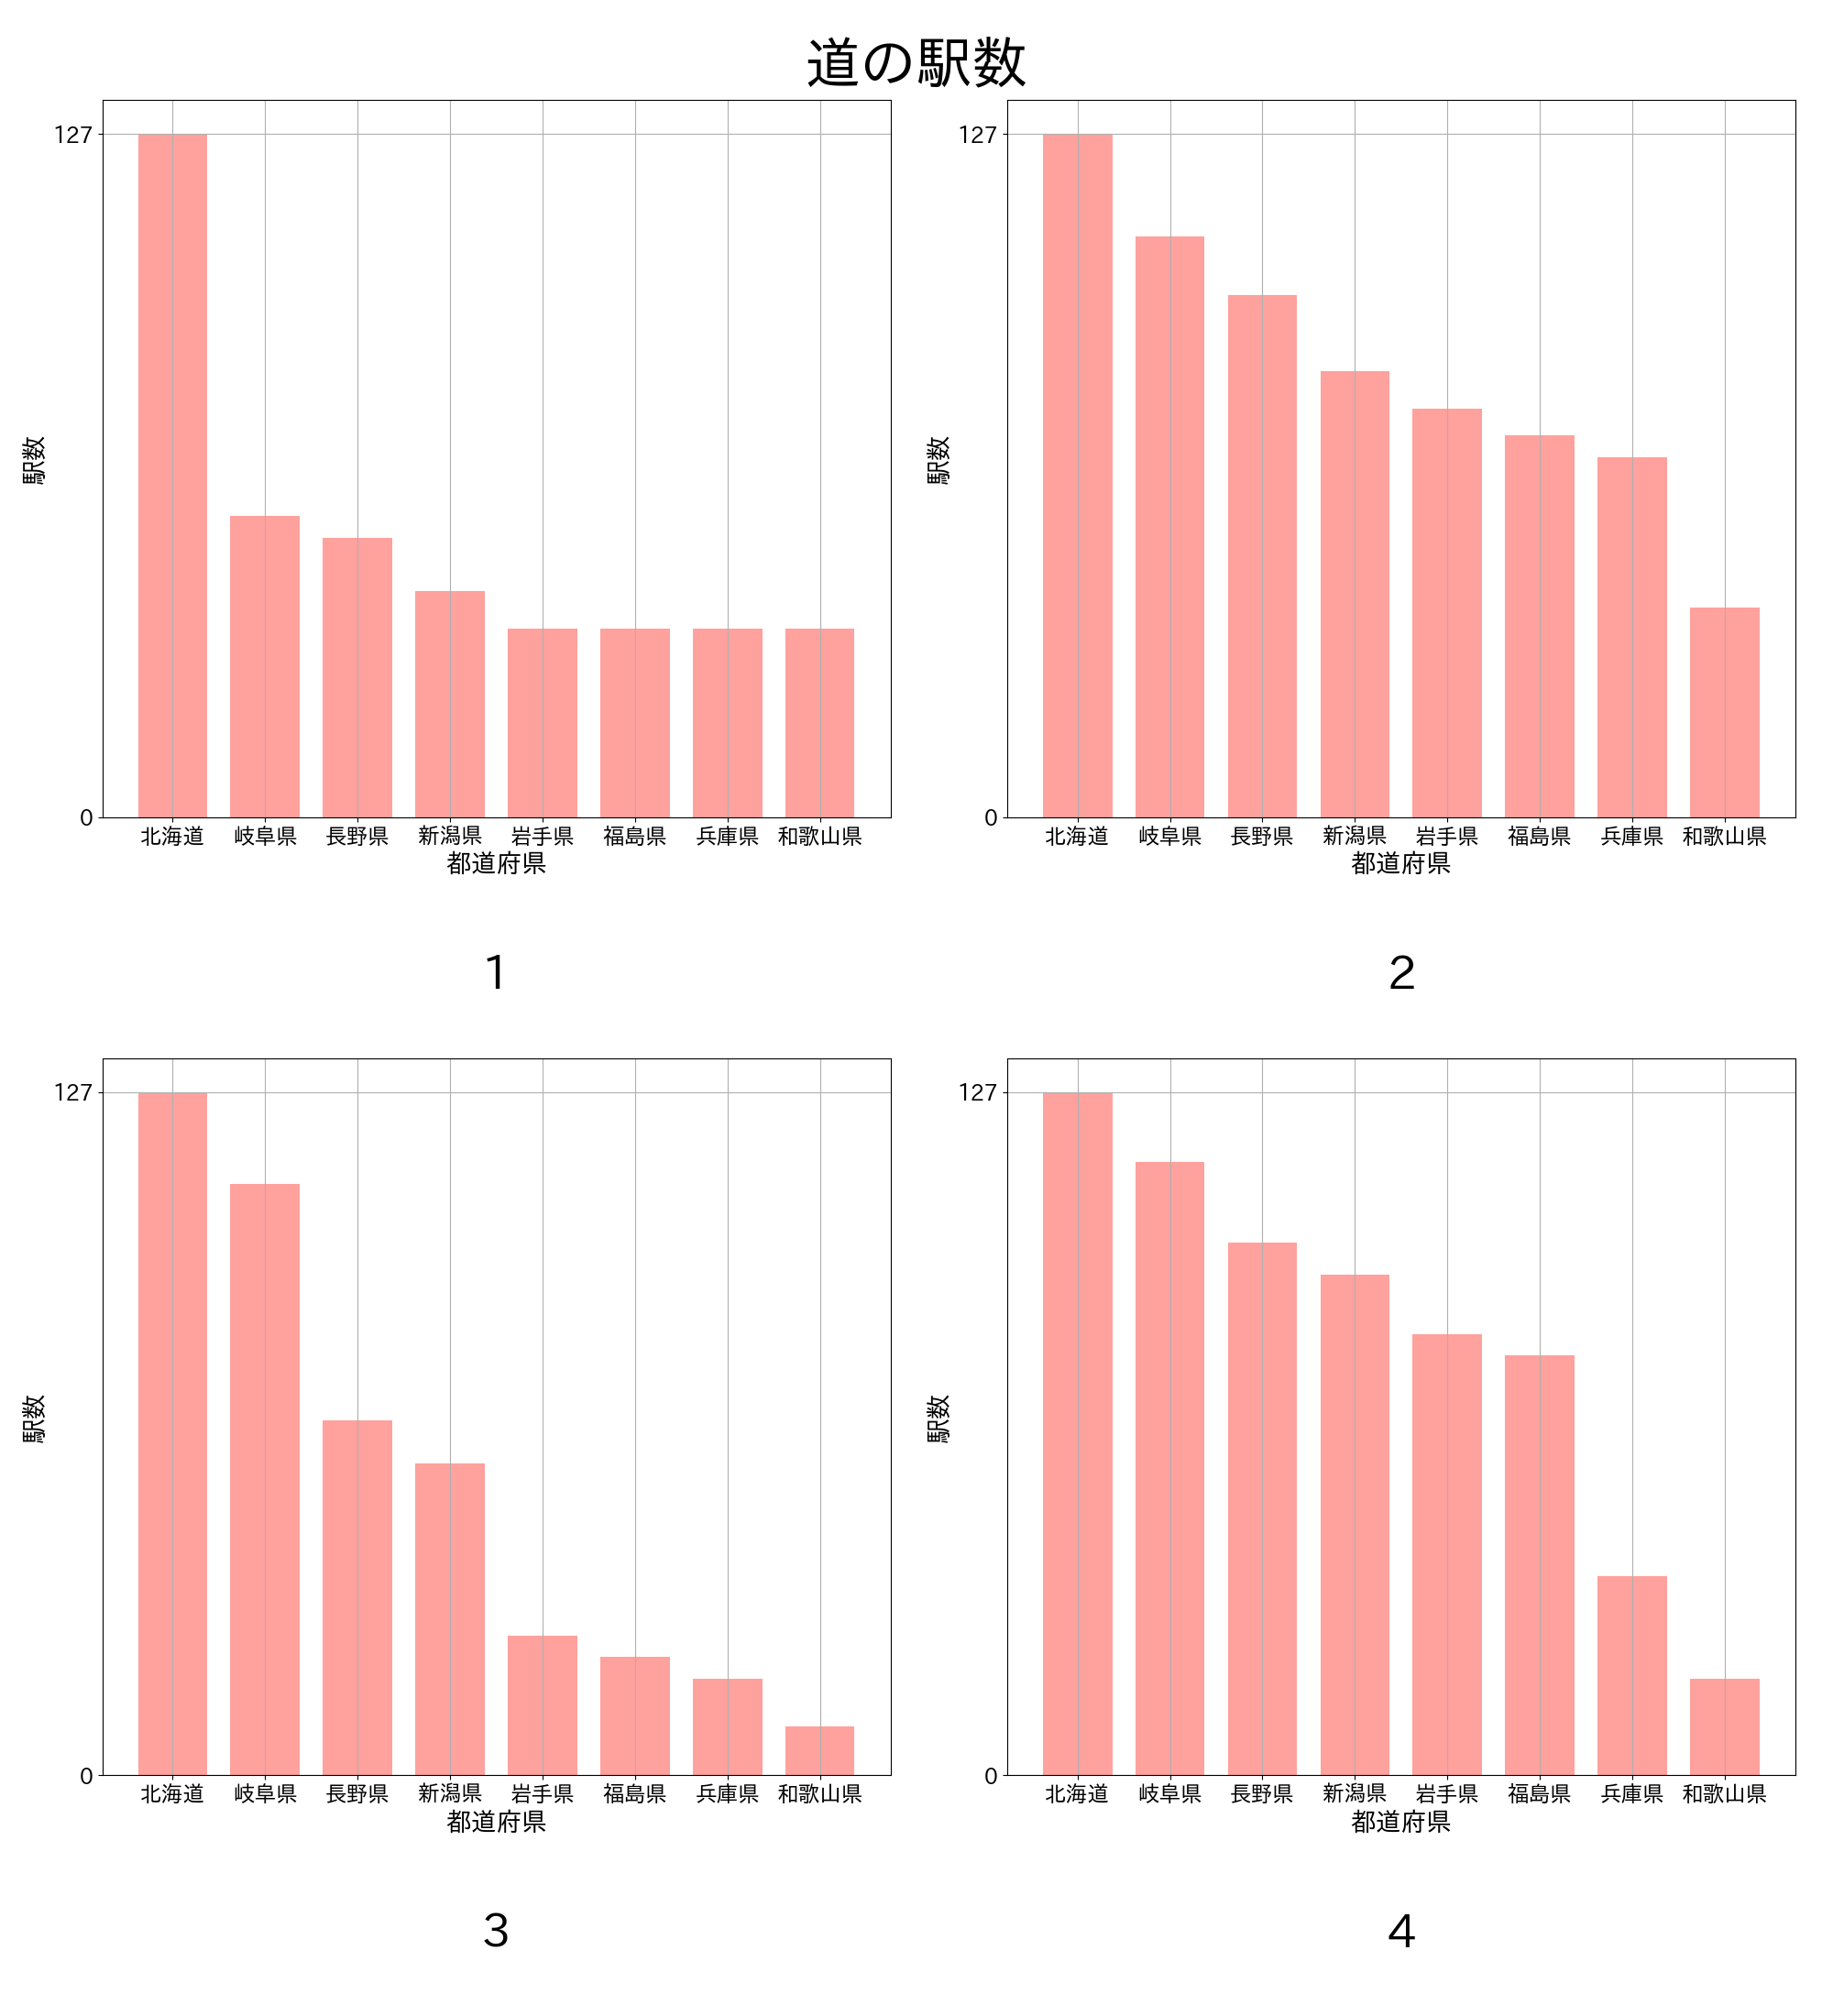 道の駅数
127
駅数
0
北海道 岐阜県 長野県 新潟県 岩手県 福島県 兵庫県 和歌山県
都道府県
1
127
駅数
0
北海道 岐阜県 長野県 新潟県 岩手県 福島県 兵庫県 和歌山県
都道府県
2
127
駅数
0
北海道 岐阜県 長野県 新潟県 岩手県 福島県 兵庫県 和歌山県
都道府県
3
127
駅数
0
北海道 岐阜県 長野県 新潟県 岩手県 福島県 兵庫県 和歌山県
都道府県
4